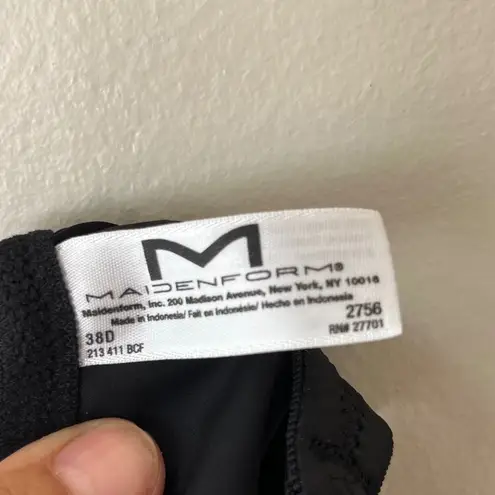 M
MAIDENFORM®
Maidenform, Inc. 200 Madison Avenue, New York, NY 10016
Made in Indonesia/ Fait en Indonésie/ Hecho en Indonesia
38D
2756
213 411 BCF
RN# 27701